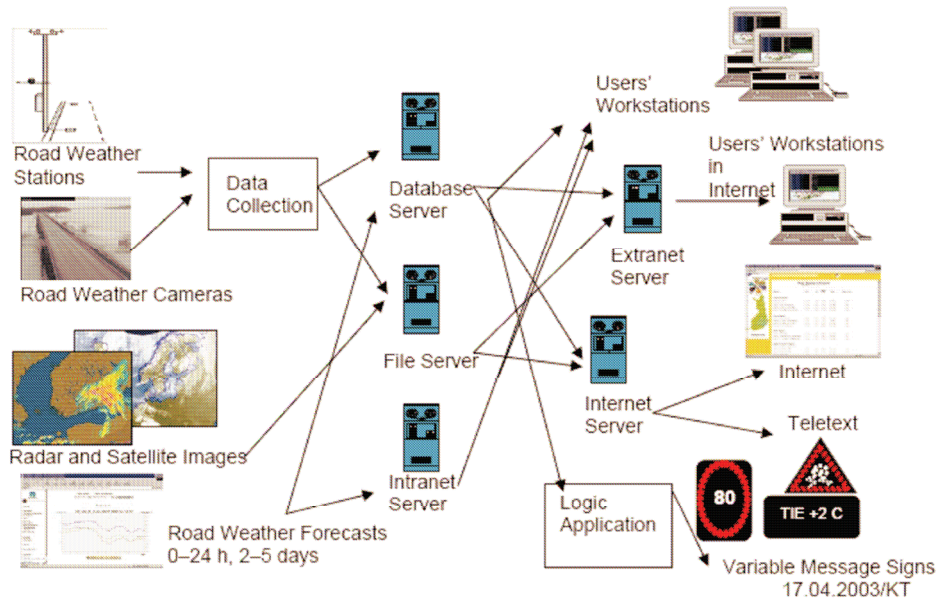 Road Weather
Stations
Road Weather Cameras
Radar and Satellite Images
Road Weather Forecasts
0–24 h, 2–5 days
Data
Collection
Database
Server
File Server
Intranet
Server
Users'
Workstations
Extranet
Server
Internet
Server
Logic
Application
Users' Workstations
in
Internet
Internet
Teletext
80
TIE +2 C
Variable Message Signs
17.04.2003/KT